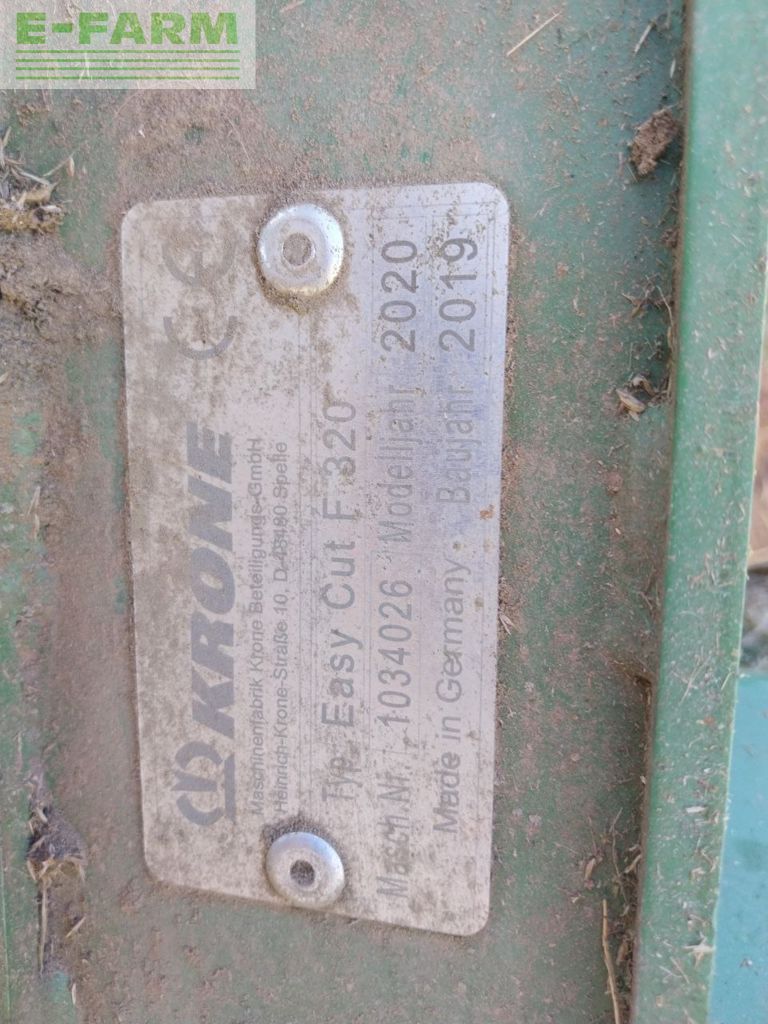 E-FARM
KRONE CE
Maschinenfabrik Krone Beteiligungs-GmbH
Heinrich-Krone-Straße 10, D-48480 Spelle
Typ Easy Cut F 320
Masch.Nr. 1034026 Modelljahr 2020
Made in Germany · Baujahr 2019